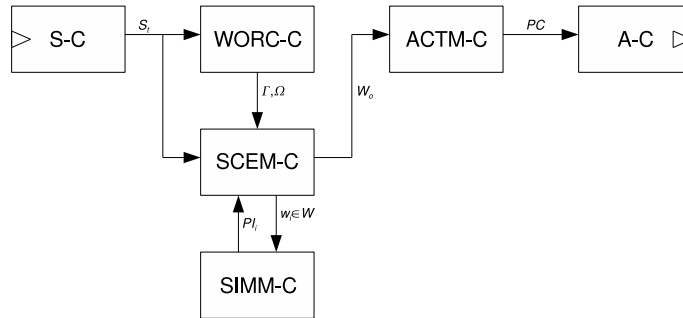 S-C
S_t
WORC-C
ACTM-C
PC
A-C
Γ,Ω
W_o
SCEM-C
PI_i
w_i∈W
SIMM-C